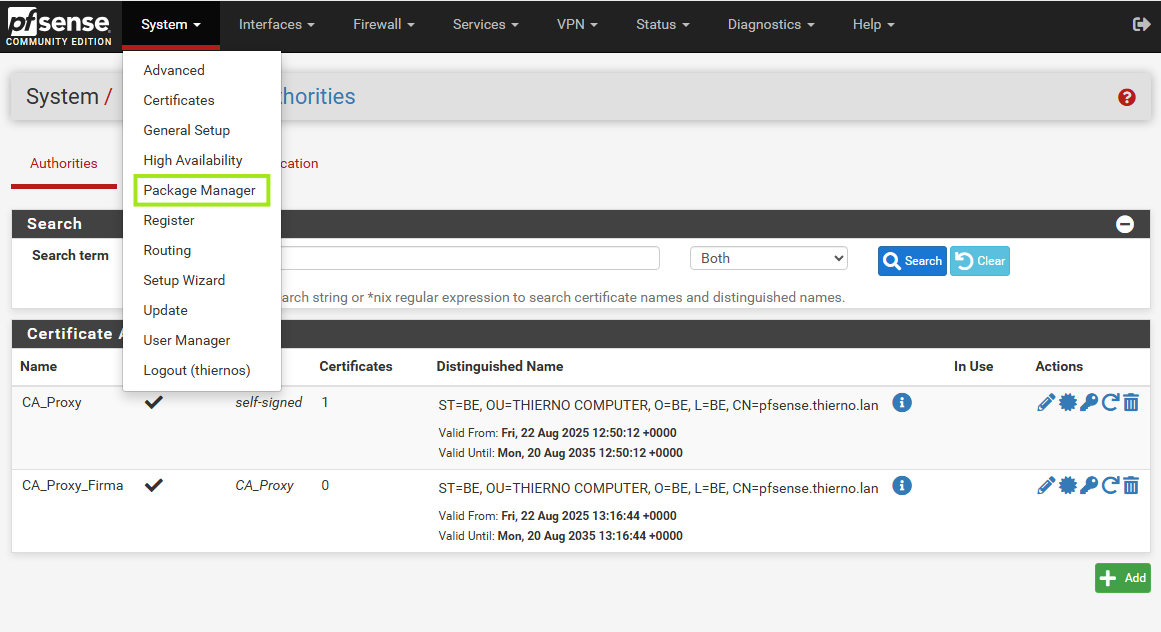 pfsense
COMMUNITY EDITION
System Interfaces Firewall Services VPN Status Diagnostics Help
Advanced
Certificates
General Setup
High Availability
Package Manager
Register
Routing
Setup Wizard
Update
User Manager
Logout (thiernos)
System / horities
Authorities cation
Search
Search term Both Search Clear
arch string or *nix regular expression to search certificate names and distinguished names.
Certificate A
Name Certificates Distinguished Name In Use Actions
CA_Proxy self-signed 1 ST=BE, OU=THIERNO COMPUTER, O=BE, L=BE, CN=pfsense.thierno.lan
Valid From: Fri, 22 Aug 2025 12:50:12 +0000
Valid Until: Mon, 20 Aug 2035 12:50:12 +0000
CA_Proxy_Firma CA_Proxy 0 ST=BE, OU=THIERNO COMPUTER, O=BE, L=BE, CN=pfsense.thierno.lan
Valid From: Fri, 22 Aug 2025 13:16:44 +0000
Valid Until: Mon, 20 Aug 2035 13:16:44 +0000
Add